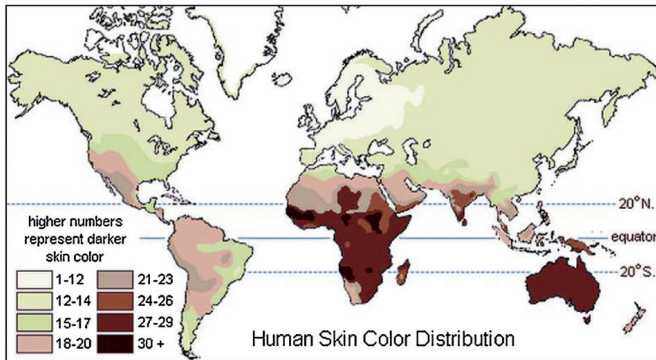 20°N.
higher numbers
represent darker
skin color
equator
1-12
21-23
12-14
24-26
20°S.
15-17
27-29
18-20
30 +
Human Skin Color Distribution